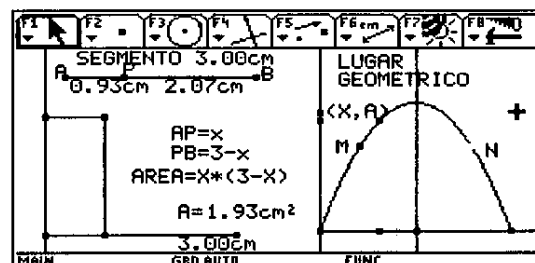 F1 F2 F3 F4 F5 F6 cm F7 F8
SEGMENTO 3.00cm
A P B
0.93cm 2.07cm
AP=x
PB=3-x
AREA=X*(3-X)
A=1.93cm²
3.00cm
LUGAR
GEOMETRICO
(X,A)
M N
MAIN GRD AUTO FUNC